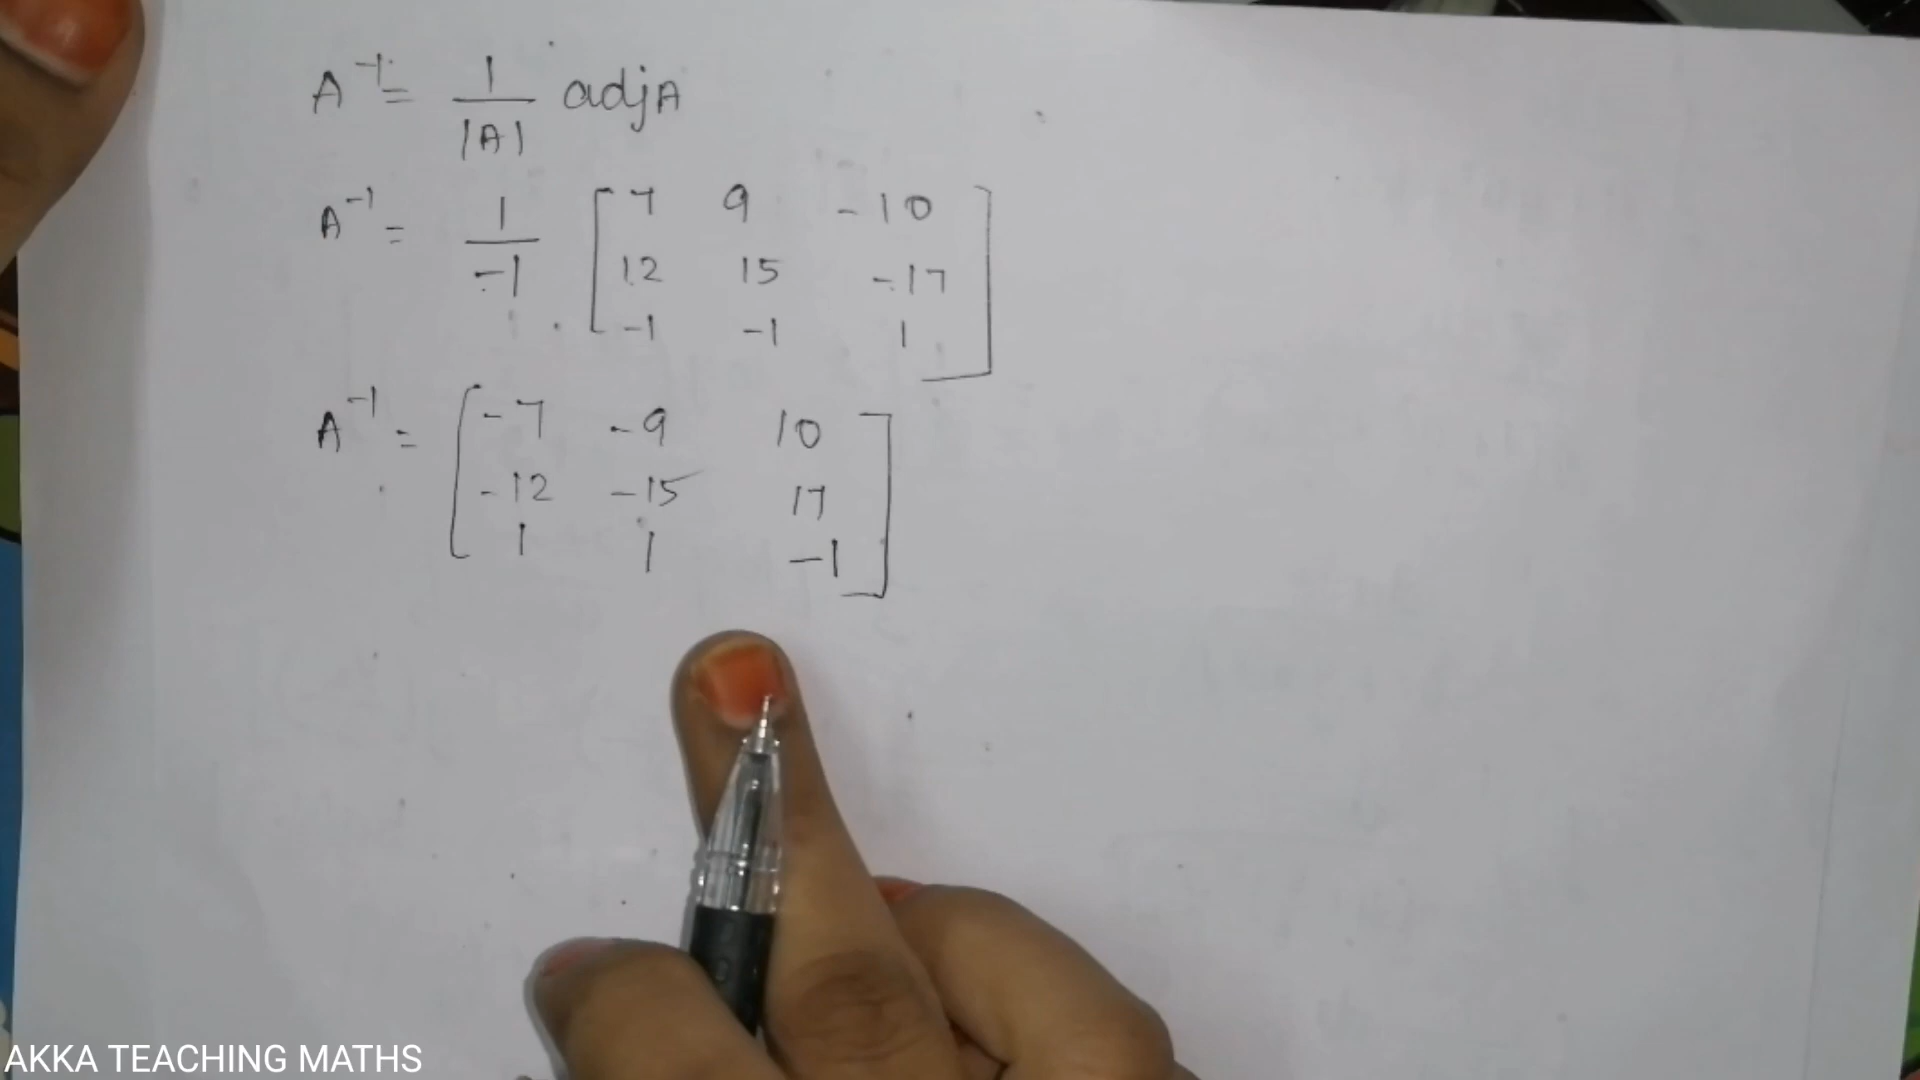 A⁻¹ = 1/|A| adjA
A⁻¹ = 1/-1 [7 9 -10
12 15 -17
-1 -1 1]
A⁻¹ = [-7 -9 10
-12 -15 17
1 1 -1]
AKKA TEACHING MATHS